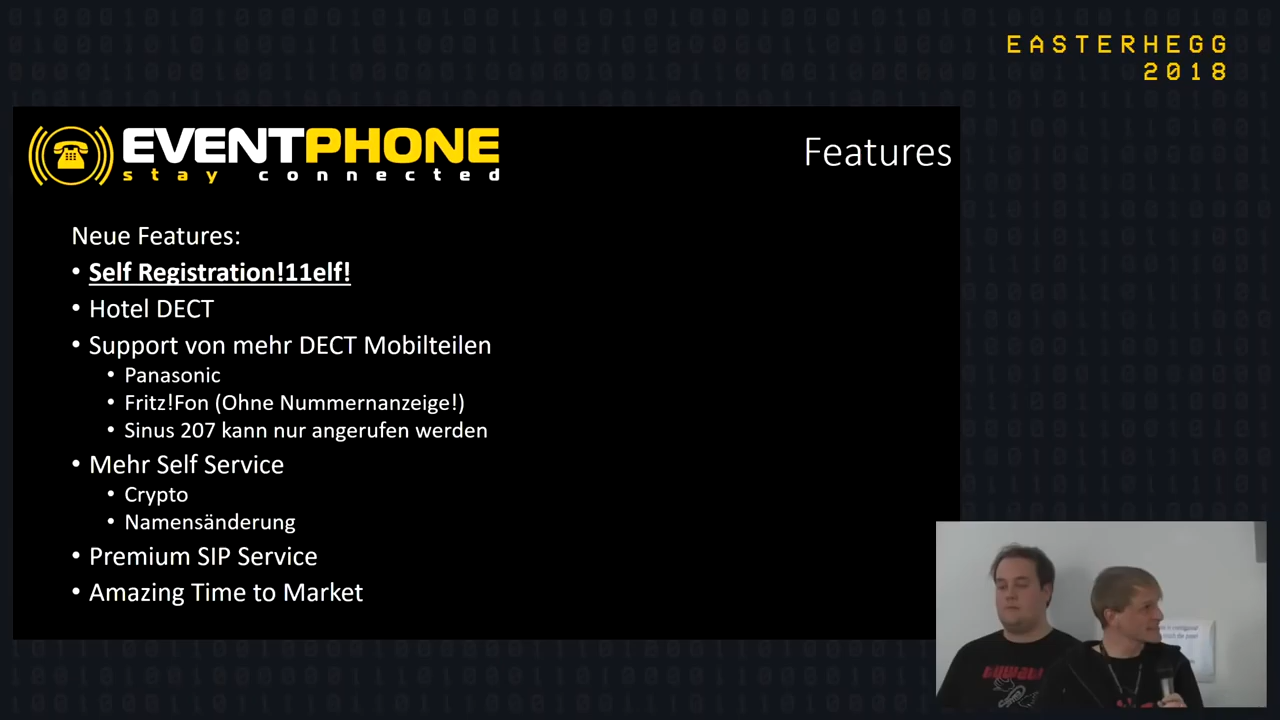 EASTERHEGG
2018
EVENTPHONE
stay connected
Features
Neue Features:
• Self Registration!11elf!
• Hotel DECT
• Support von mehr DECT Mobilteilen
• Panasonic
• Fritz!Fon (Ohne Nummernanzeige!)
• Sinus 207 kann nur angerufen werden
• Mehr Self Service
• Crypto
• Namensänderung
• Premium SIP Service
• Amazing Time to Market